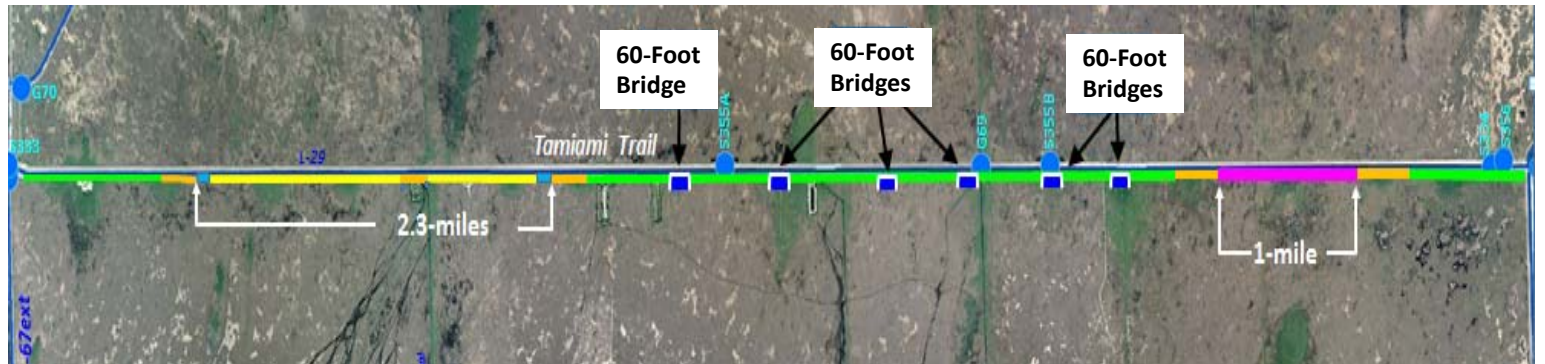 60-Foot
Bridge
60-Foot
Bridges
60-Foot
Bridges
G70
S333
L-29
Tamiami Trail
S355A
G69
S355B
S334
S356
2.3-miles
1-mile
-67ext